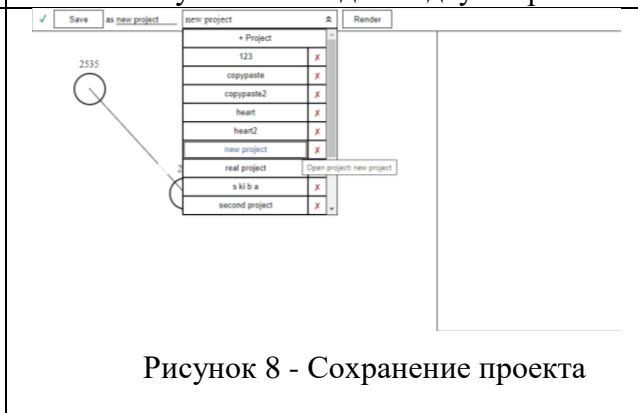 ✓ Save as new project new project Render
+ Project
123 ✗
2535
copypaste ✗
copypaste2 ✗
heart ✗
heart2 ✗
new project ✗
real project
Open project: new project
s ki b a ✗
second project ✗
Рисунок 8 - Сохранение проекта